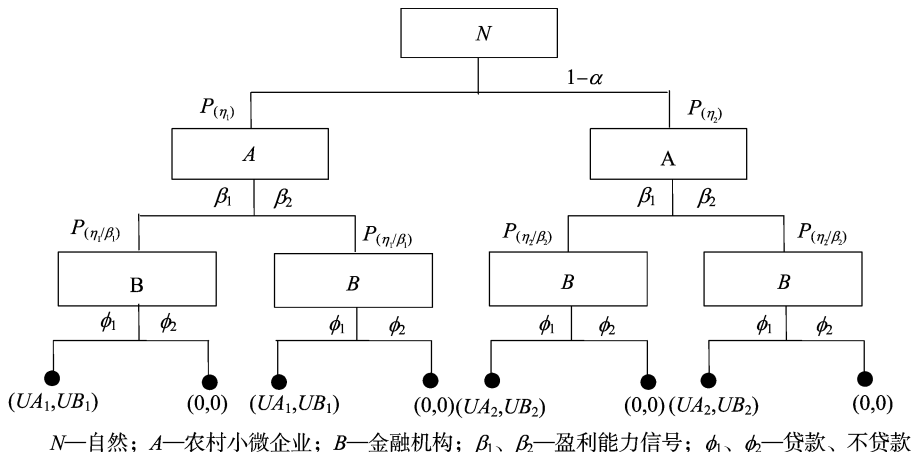 N
1−α
P(η₁) P(η₂)
A A
β₁ β₂ β₁ β₂
P(η₁/β₁) P(η₁/β₁) P(η₂/β₂) P(η₂/β₂)
B B B B
ϕ₁ ϕ₂ ϕ₁ ϕ₂ ϕ₁ ϕ₂ ϕ₁ ϕ₂
(UA₁,UB₁) (0,0) (UA₁,UB₁) (0,0) (UA₂,UB₂) (0,0) (UA₂,UB₂) (0,0)
N—自然；A—农村小微企业；B—金融机构；β₁、β₂—盈利能力信号；ϕ₁、ϕ₂—贷款、不贷款